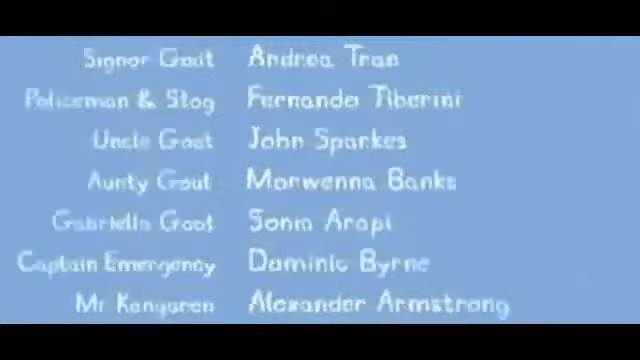 Signor Goat Andrea Tran
Policeman & Stog Fernando Tiberini
Uncle Goat John Sparkes
Aunty Goat Morwenna Banks
Gabriella Goat Sonia Arapi
Captain Emergency Dominic Byrne
Mr Kangaroo Alexander Armstrong